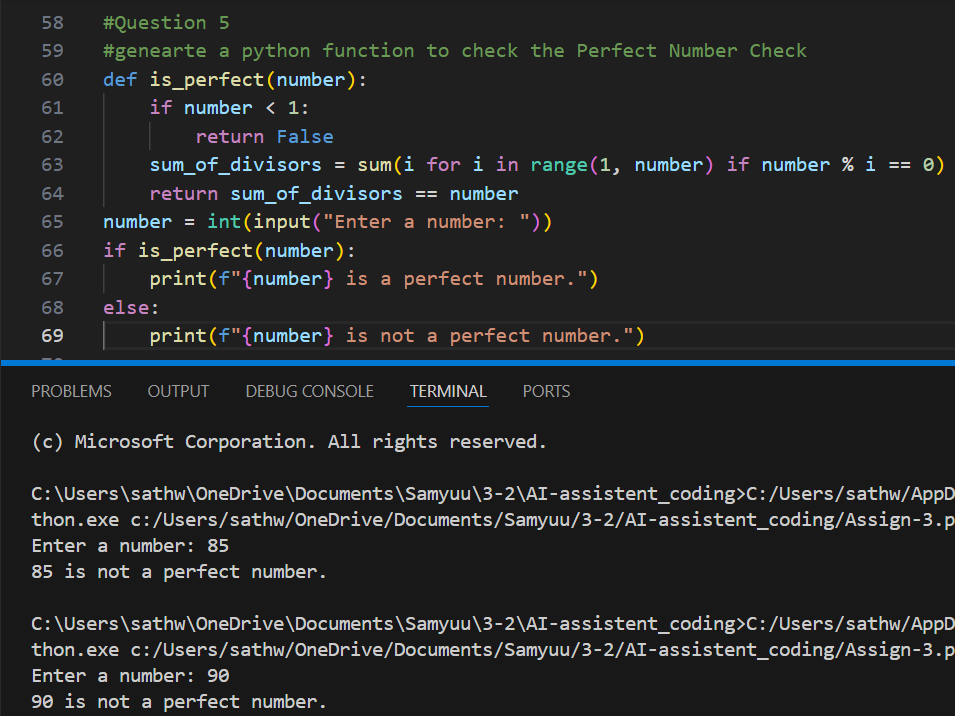 58 #Question 5
59 #genearte a python function to check the Perfect Number Check
60 def is_perfect(number):
61     if number < 1:
62         return False
63     sum_of_divisors = sum(i for i in range(1, number) if number % i == 0)
64     return sum_of_divisors == number
65 number = int(input("Enter a number: "))
66 if is_perfect(number):
67     print(f"{number} is a perfect number.")
68 else:
69     print(f"{number} is not a perfect number.")
PROBLEMS OUTPUT DEBUG CONSOLE TERMINAL PORTS
(c) Microsoft Corporation. All rights reserved.
C:\Users\sathw\OneDrive\Documents\Samyuu\3-2\AI-assistent_coding>C:/Users/sathw/AppD
thon.exe c:/Users/sathw/OneDrive/Documents/Samyuu/3-2/AI-assistent_coding/Assign-3.p
Enter a number: 85
85 is not a perfect number.
C:\Users\sathw\OneDrive\Documents\Samyuu\3-2\AI-assistent_coding>C:/Users/sathw/AppD
thon.exe c:/Users/sathw/OneDrive/Documents/Samyuu/3-2/AI-assistent_coding/Assign-3.p
Enter a number: 90
90 is not a perfect number.